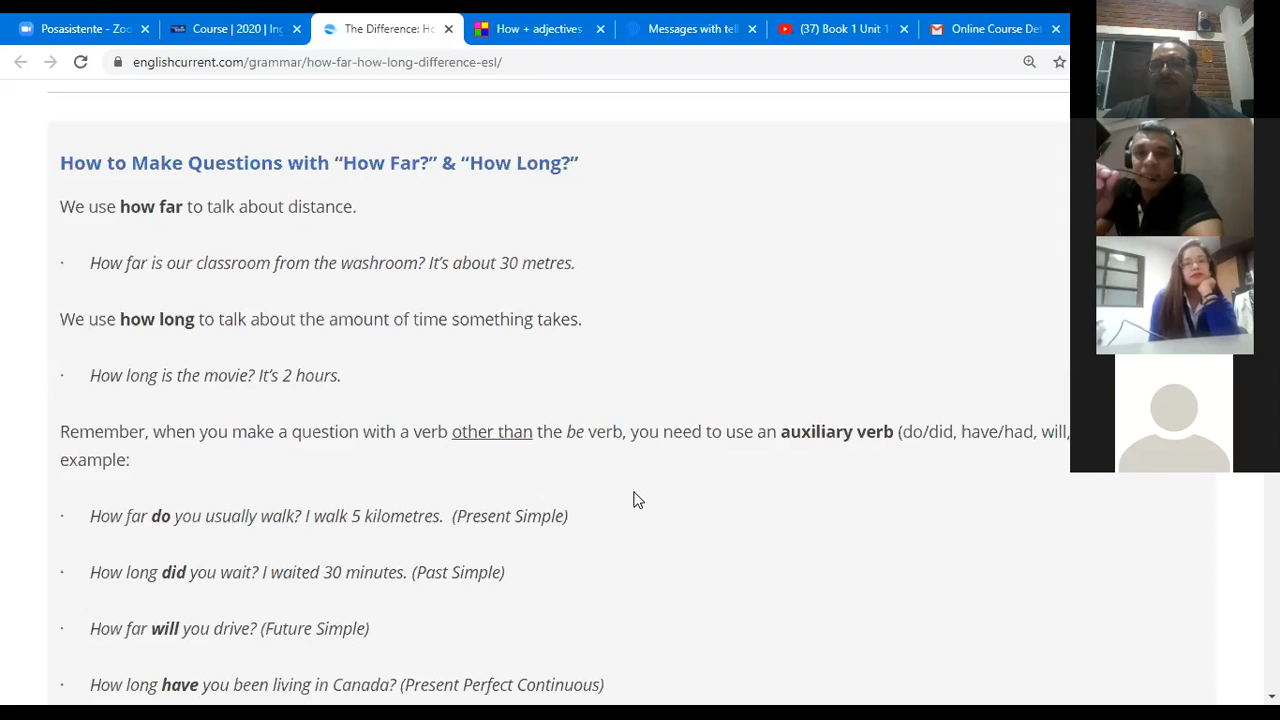 Posasistente - Zoo
Course | 2020 | In
The Difference: Ho
How + adjectives
Messages with tell
(37) Book 1 Unit 1
Online Course Det
englishcurrent.com/grammar/how-far-how-long-difference-esl/
How to Make Questions with “How Far?” & “How Long?”
We use how far to talk about distance.
· How far is our classroom from the washroom? It’s about 30 metres.
We use how long to talk about the amount of time something takes.
· How long is the movie? It’s 2 hours.
Remember, when you make a question with a verb other than the be verb, you need to use an auxiliary verb (do/did, have/had, will,
example:
· How far do you usually walk? I walk 5 kilometres. (Present Simple)
· How long did you wait? I waited 30 minutes. (Past Simple)
· How far will you drive? (Future Simple)
· How long have you been living in Canada? (Present Perfect Continuous)